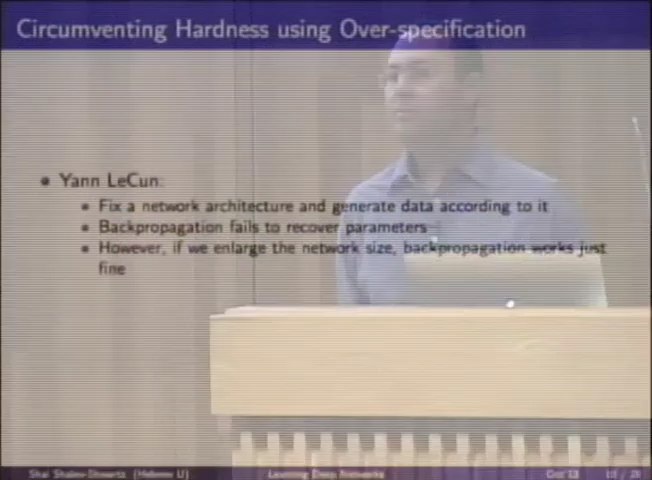 Circumventing Hardness using Over-specification
Yann LeCun:
Fix a network architecture and generate data according to it
Backpropagation fails to recover parameters
However, if we enlarge the network size, backpropagation works just
fine
Shai Shalev-Shwartz (Hebrew U)
Learning Deep Networks